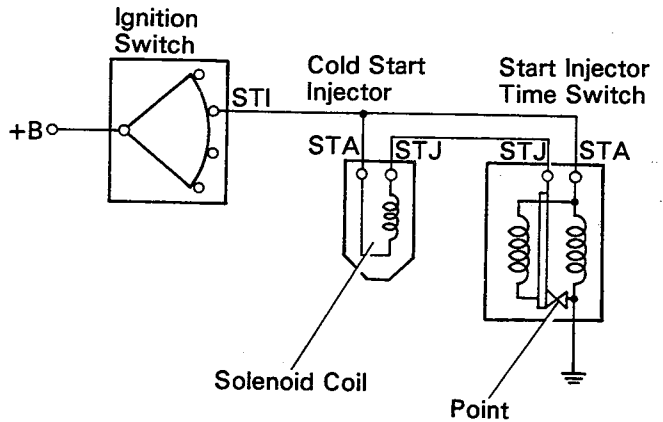 Ignition
Switch
Cold Start
Injector
Start Injector
Time Switch
+B
STI
STA
STJ
STJ
STA
Solenoid Coil
Point